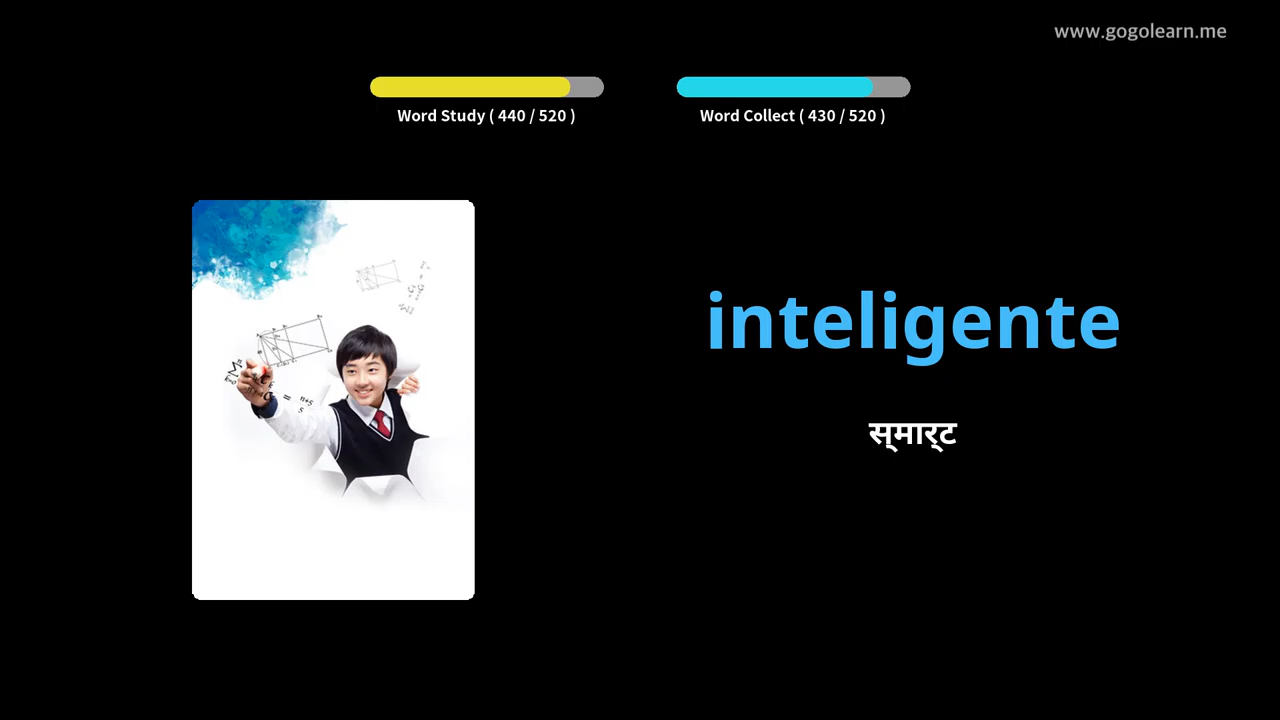 www.gogolearn.me
Word Study ( 440 / 520 )
Word Collect ( 430 / 520 )
inteligente
स्मार्ट